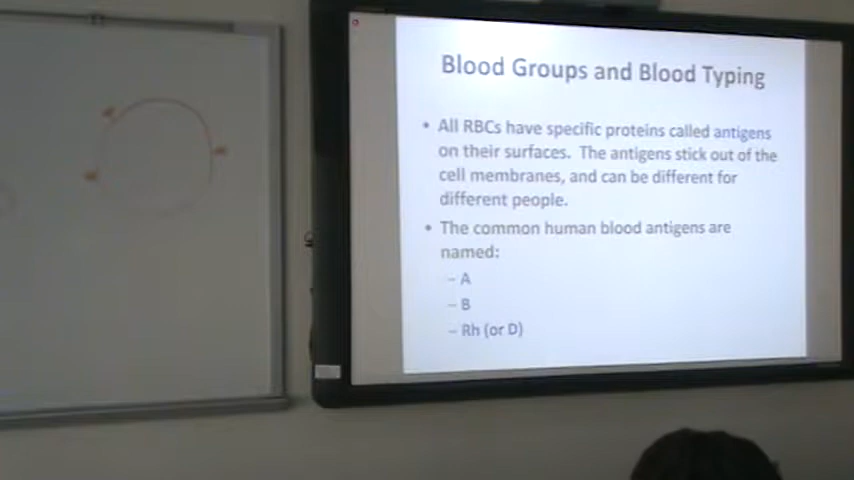 Blood Groups and Blood Typing
• All RBCs have specific proteins called antigens
on their surfaces. The antigens stick out of the
cell membranes, and can be different for
different people.
• The common human blood antigens are
named:
– A
– B
– Rh (or D)